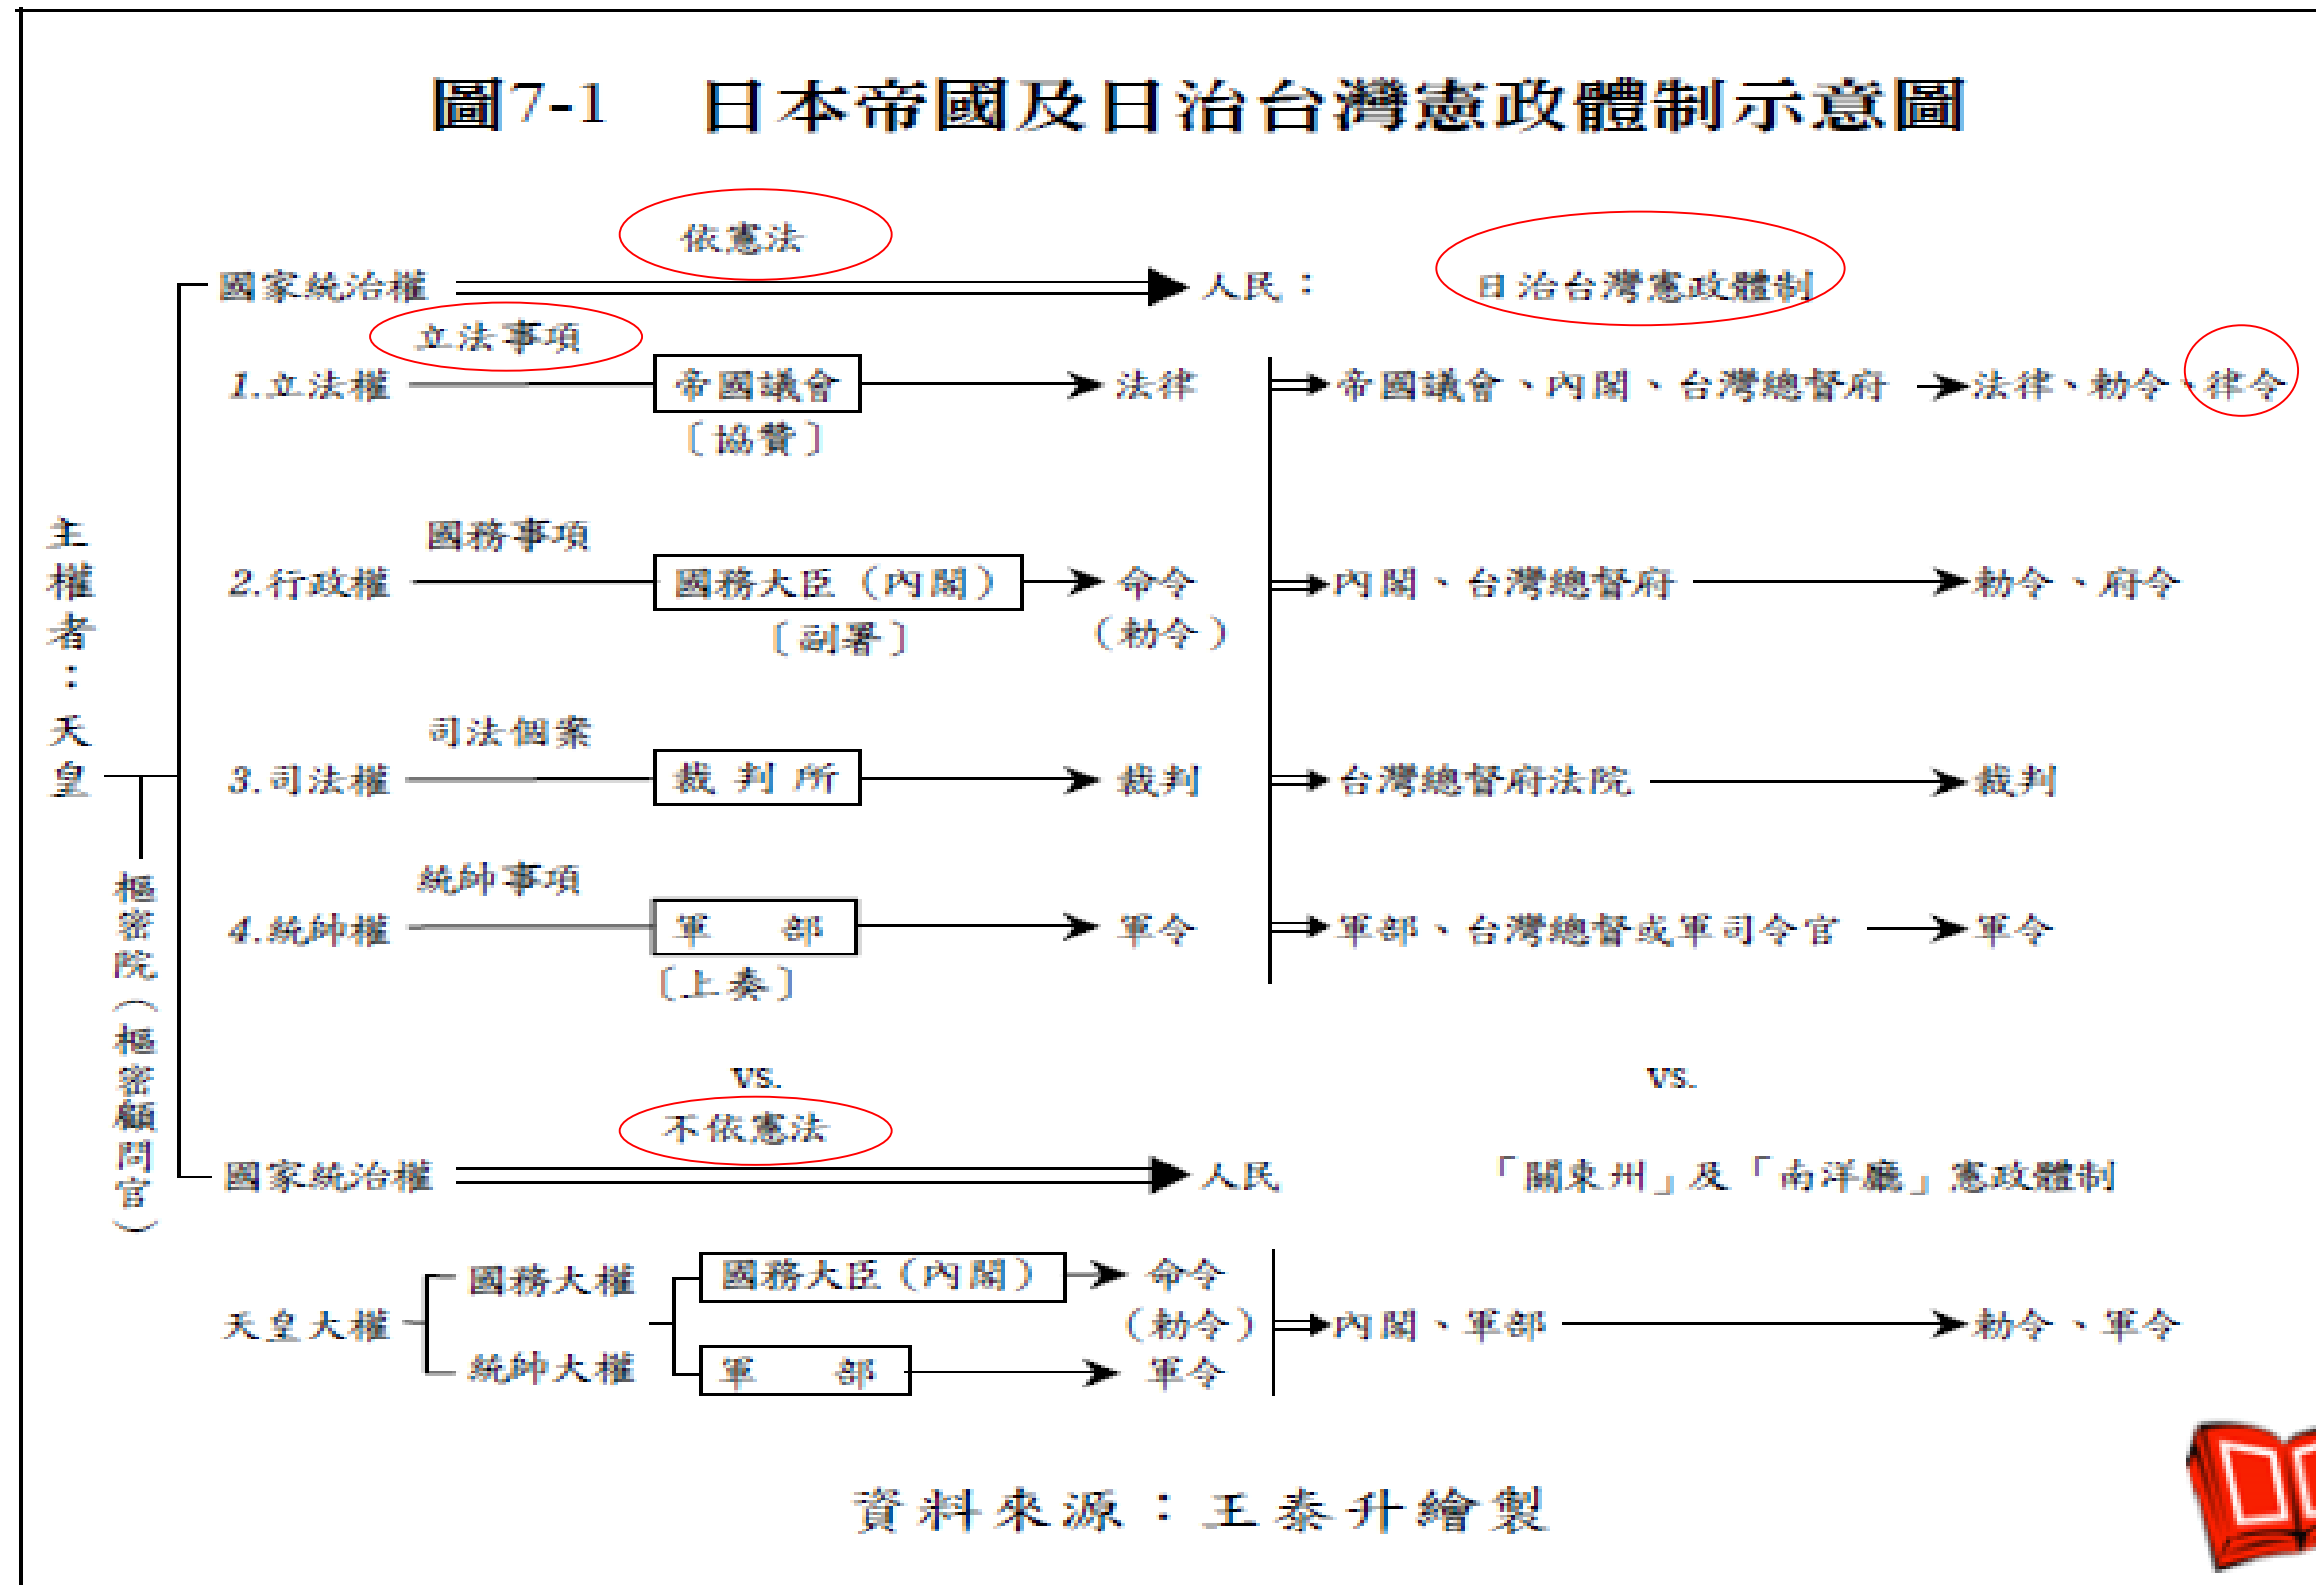 圖7-1 日本帝國及日治台灣憲政體制示意圖
依憲法
國家統治權 人民： 日治台灣憲政體制
立法事項
1.立法權 帝國議會 法律 帝國議會、內閣、台灣總督府 法律、勅令、律令
〔協贊〕
國務事項
2.行政權 國務大臣（內閣） 命令 內閣、台灣總督府 勅令、府令
〔副署〕 （勅令）
司法個案
3.司法權 裁判所 裁判 台灣總督府法院 裁判
統帥事項
4.統帥權 軍部 軍令 軍部、台灣總督或軍司令官 軍令
〔上奏〕
主權者：天皇
樞密院（樞密顧問官）
vs. vs.
不依憲法
國家統治權 人民 「關東州」及「南洋廳」憲政體制
國務大權 國務大臣（內閣） 命令
天皇大權 （勅令） 內閣、軍部 勅令、軍令
統帥大權 軍部 軍令
資料來源：王泰升繪製